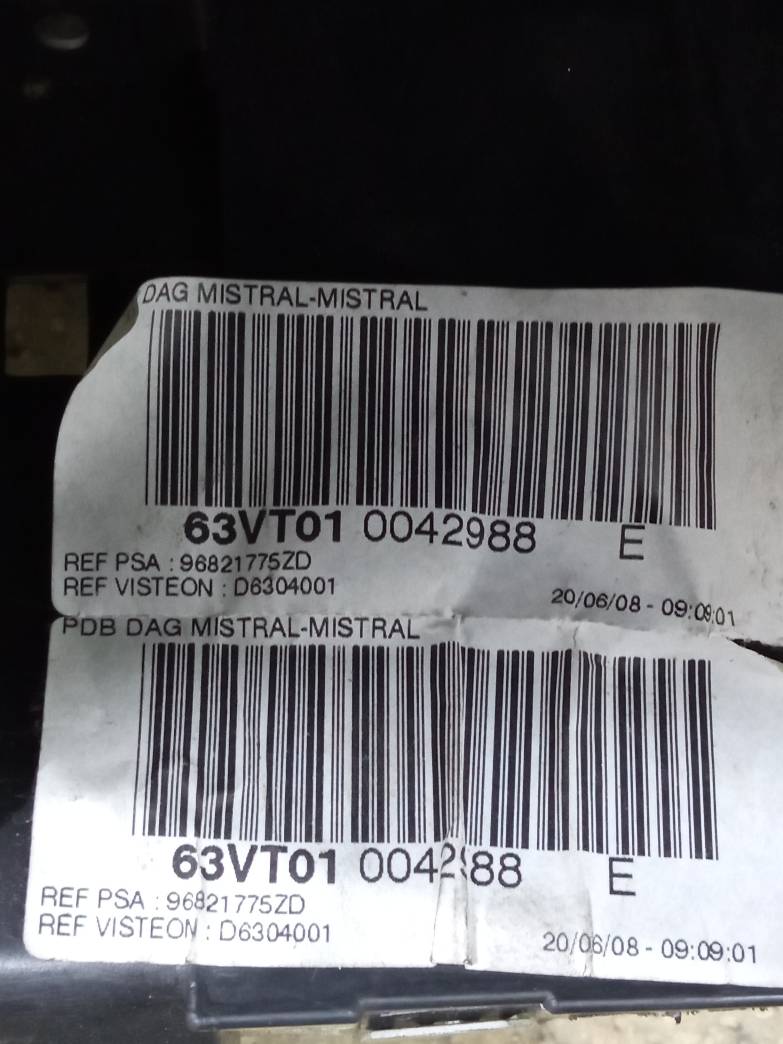 DAG MISTRAL-MISTRAL
63VT01 0042988 E
REF PSA : 96821775ZD
REF VISTEON : D6304001
20/06/08 - 09:09:01
PDB DAG MISTRAL-MISTRAL
63VT01 0042988 E
REF PSA : 96821775ZD
REF VISTEON : D6304001
20/06/08 - 09:09:01